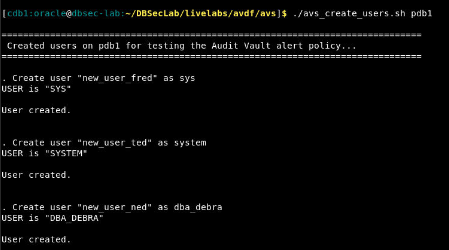 [cdb1:oracle@dbsec-lab:~/DBSecLab/livelabs/avdf/avs]$ ./avs_create_users.sh pdb1
==============================================================================
Created users on pdb1 for testing the Audit Vault alert policy...
==============================================================================
. Create user "new_user_fred" as sys
USER is "SYS"
User created.
. Create user "new_user_ted" as system
USER is "SYSTEM"
User created.
. Create user "new_user_ned" as dba_debra
USER is "DBA_DEBRA"
User created.